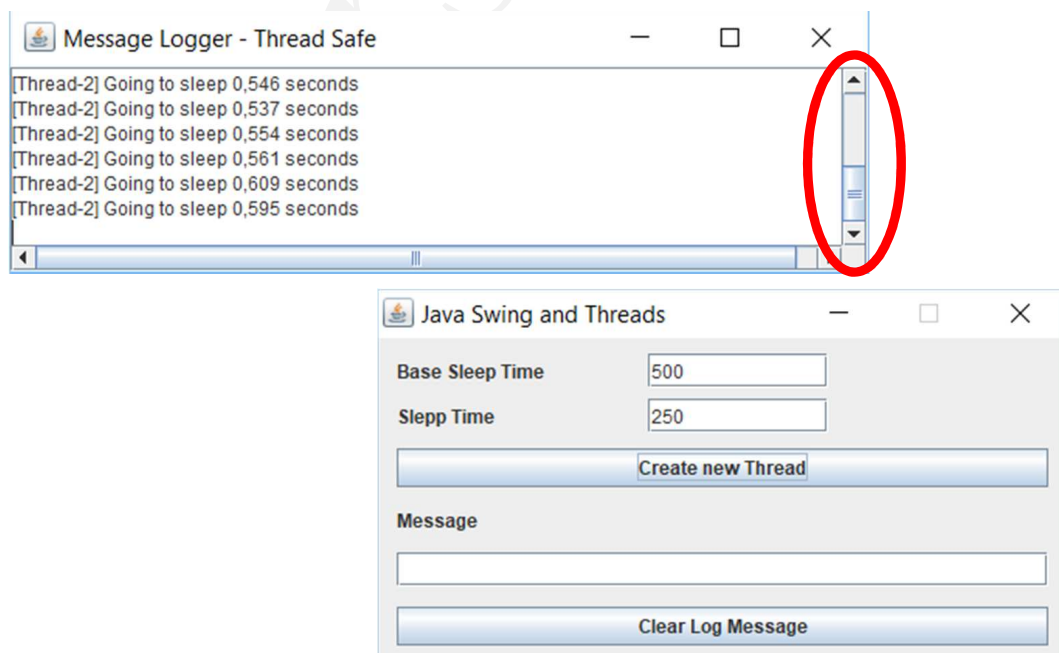 Message Logger - Thread Safe
[Thread-2] Going to sleep 0,546 seconds
[Thread-2] Going to sleep 0,537 seconds
[Thread-2] Going to sleep 0,554 seconds
[Thread-2] Going to sleep 0,561 seconds
[Thread-2] Going to sleep 0,609 seconds
[Thread-2] Going to sleep 0,595 seconds
Java Swing and Threads
Base Sleep Time 500
Slepp Time 250
Create new Thread
Message
Clear Log Message